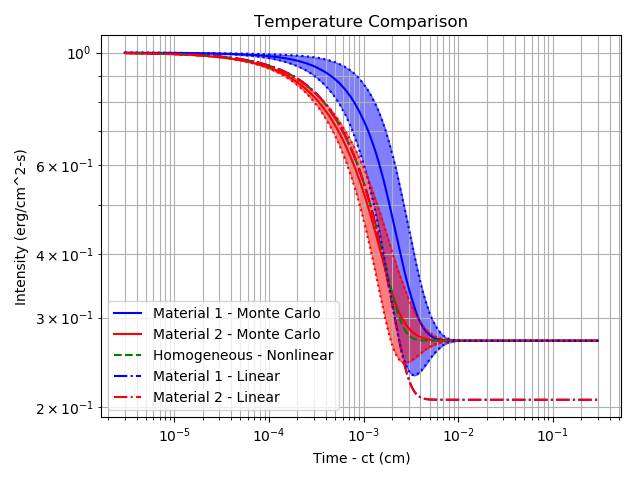 Temperature Comparison
Intensity (erg/cm^2-s)
10⁰
6 × 10⁻¹
4 × 10⁻¹
3 × 10⁻¹
2 × 10⁻¹
Material 1 - Monte Carlo
Material 2 - Monte Carlo
Homogeneous - Nonlinear
Material 1 - Linear
Material 2 - Linear
10⁻⁵ 10⁻⁴ 10⁻³ 10⁻² 10⁻¹
Time - ct (cm)